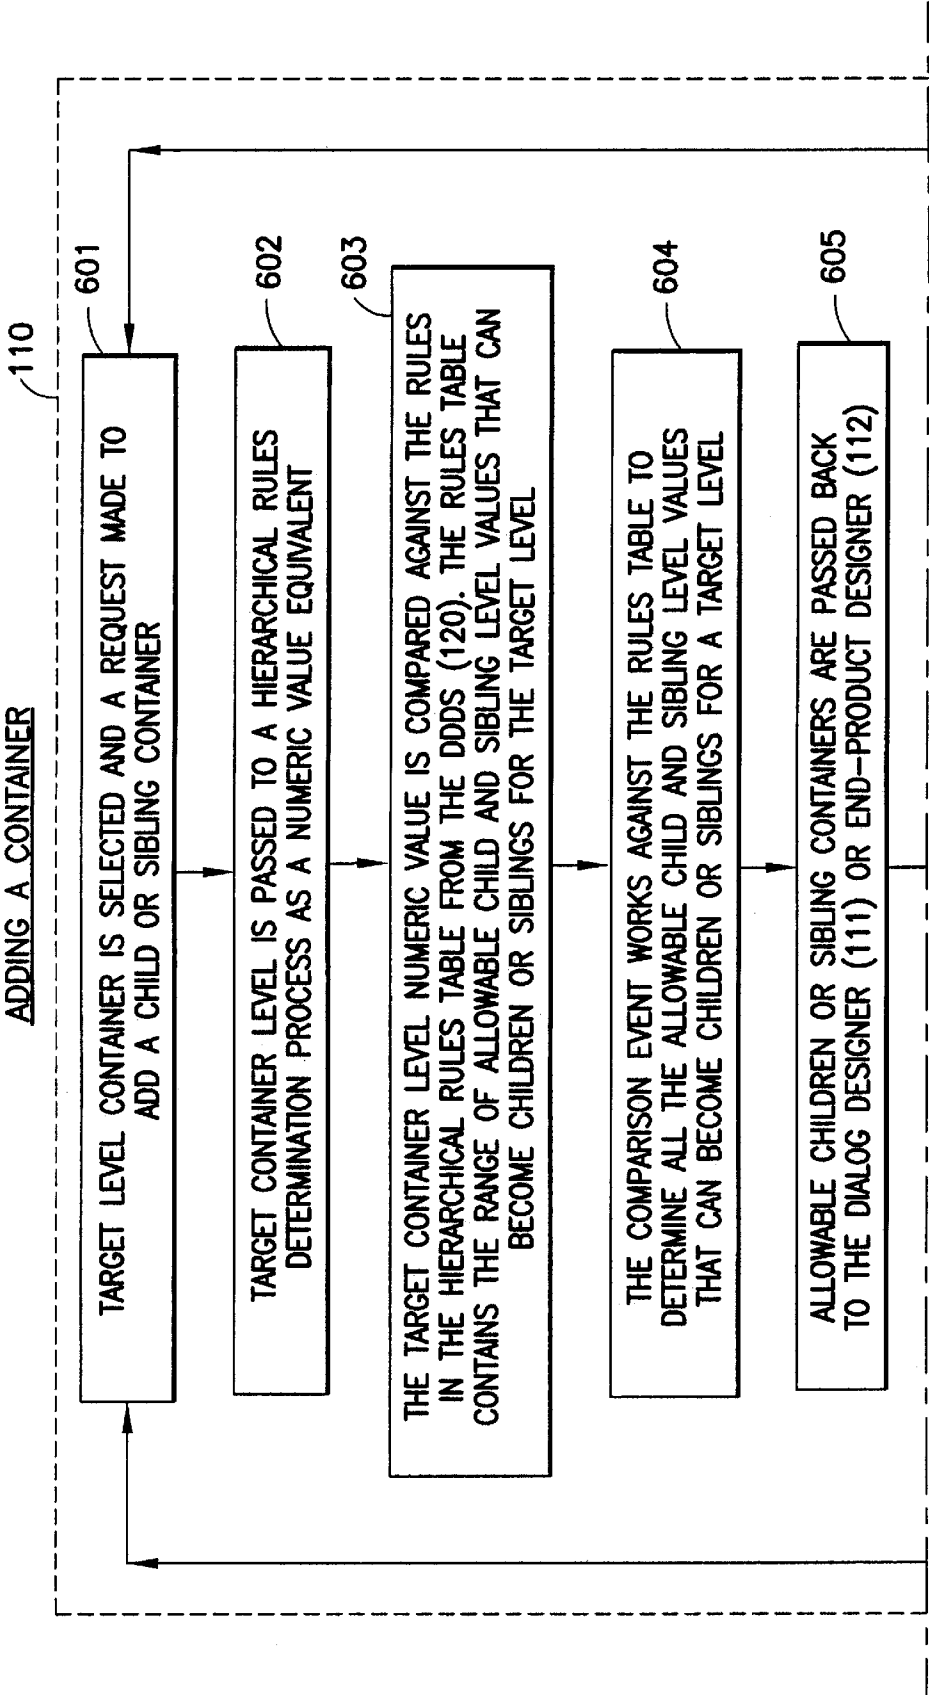 ADDING A CONTAINER
110
601
TARGET LEVEL CONTAINER IS SELECTED AND A REQUEST MADE TO
ADD A CHILD OR SIBLING CONTAINER
602
TARGET CONTAINER LEVEL IS PASSED TO A HIERARCHICAL RULES
DETERMINATION PROCESS AS A NUMERIC VALUE EQUIVALENT
603
THE TARGET CONTAINER LEVEL NUMERIC VALUE IS COMPARED AGAINST THE RULES
IN THE HIERARCHICAL RULES TABLE FROM THE DDDS (120). THE RULES TABLE
CONTAINS THE RANGE OF ALLOWABLE CHILD AND SIBLING LEVEL VALUES THAT CAN
BECOME CHILDREN OR SIBLINGS FOR THE TARGET LEVEL
604
THE COMPARISON EVENT WORKS AGAINST THE RULES TABLE TO
DETERMINE ALL THE ALLOWABLE CHILD AND SIBLING LEVEL VALUES
THAT CAN BECOME CHILDREN OR SIBLINGS FOR A TARGET LEVEL
605
ALLOWABLE CHILDREN OR SIBLING CONTAINERS ARE PASSED BACK
TO THE DIALOG DESIGNER (111) OR END-PRODUCT DESIGNER (112)